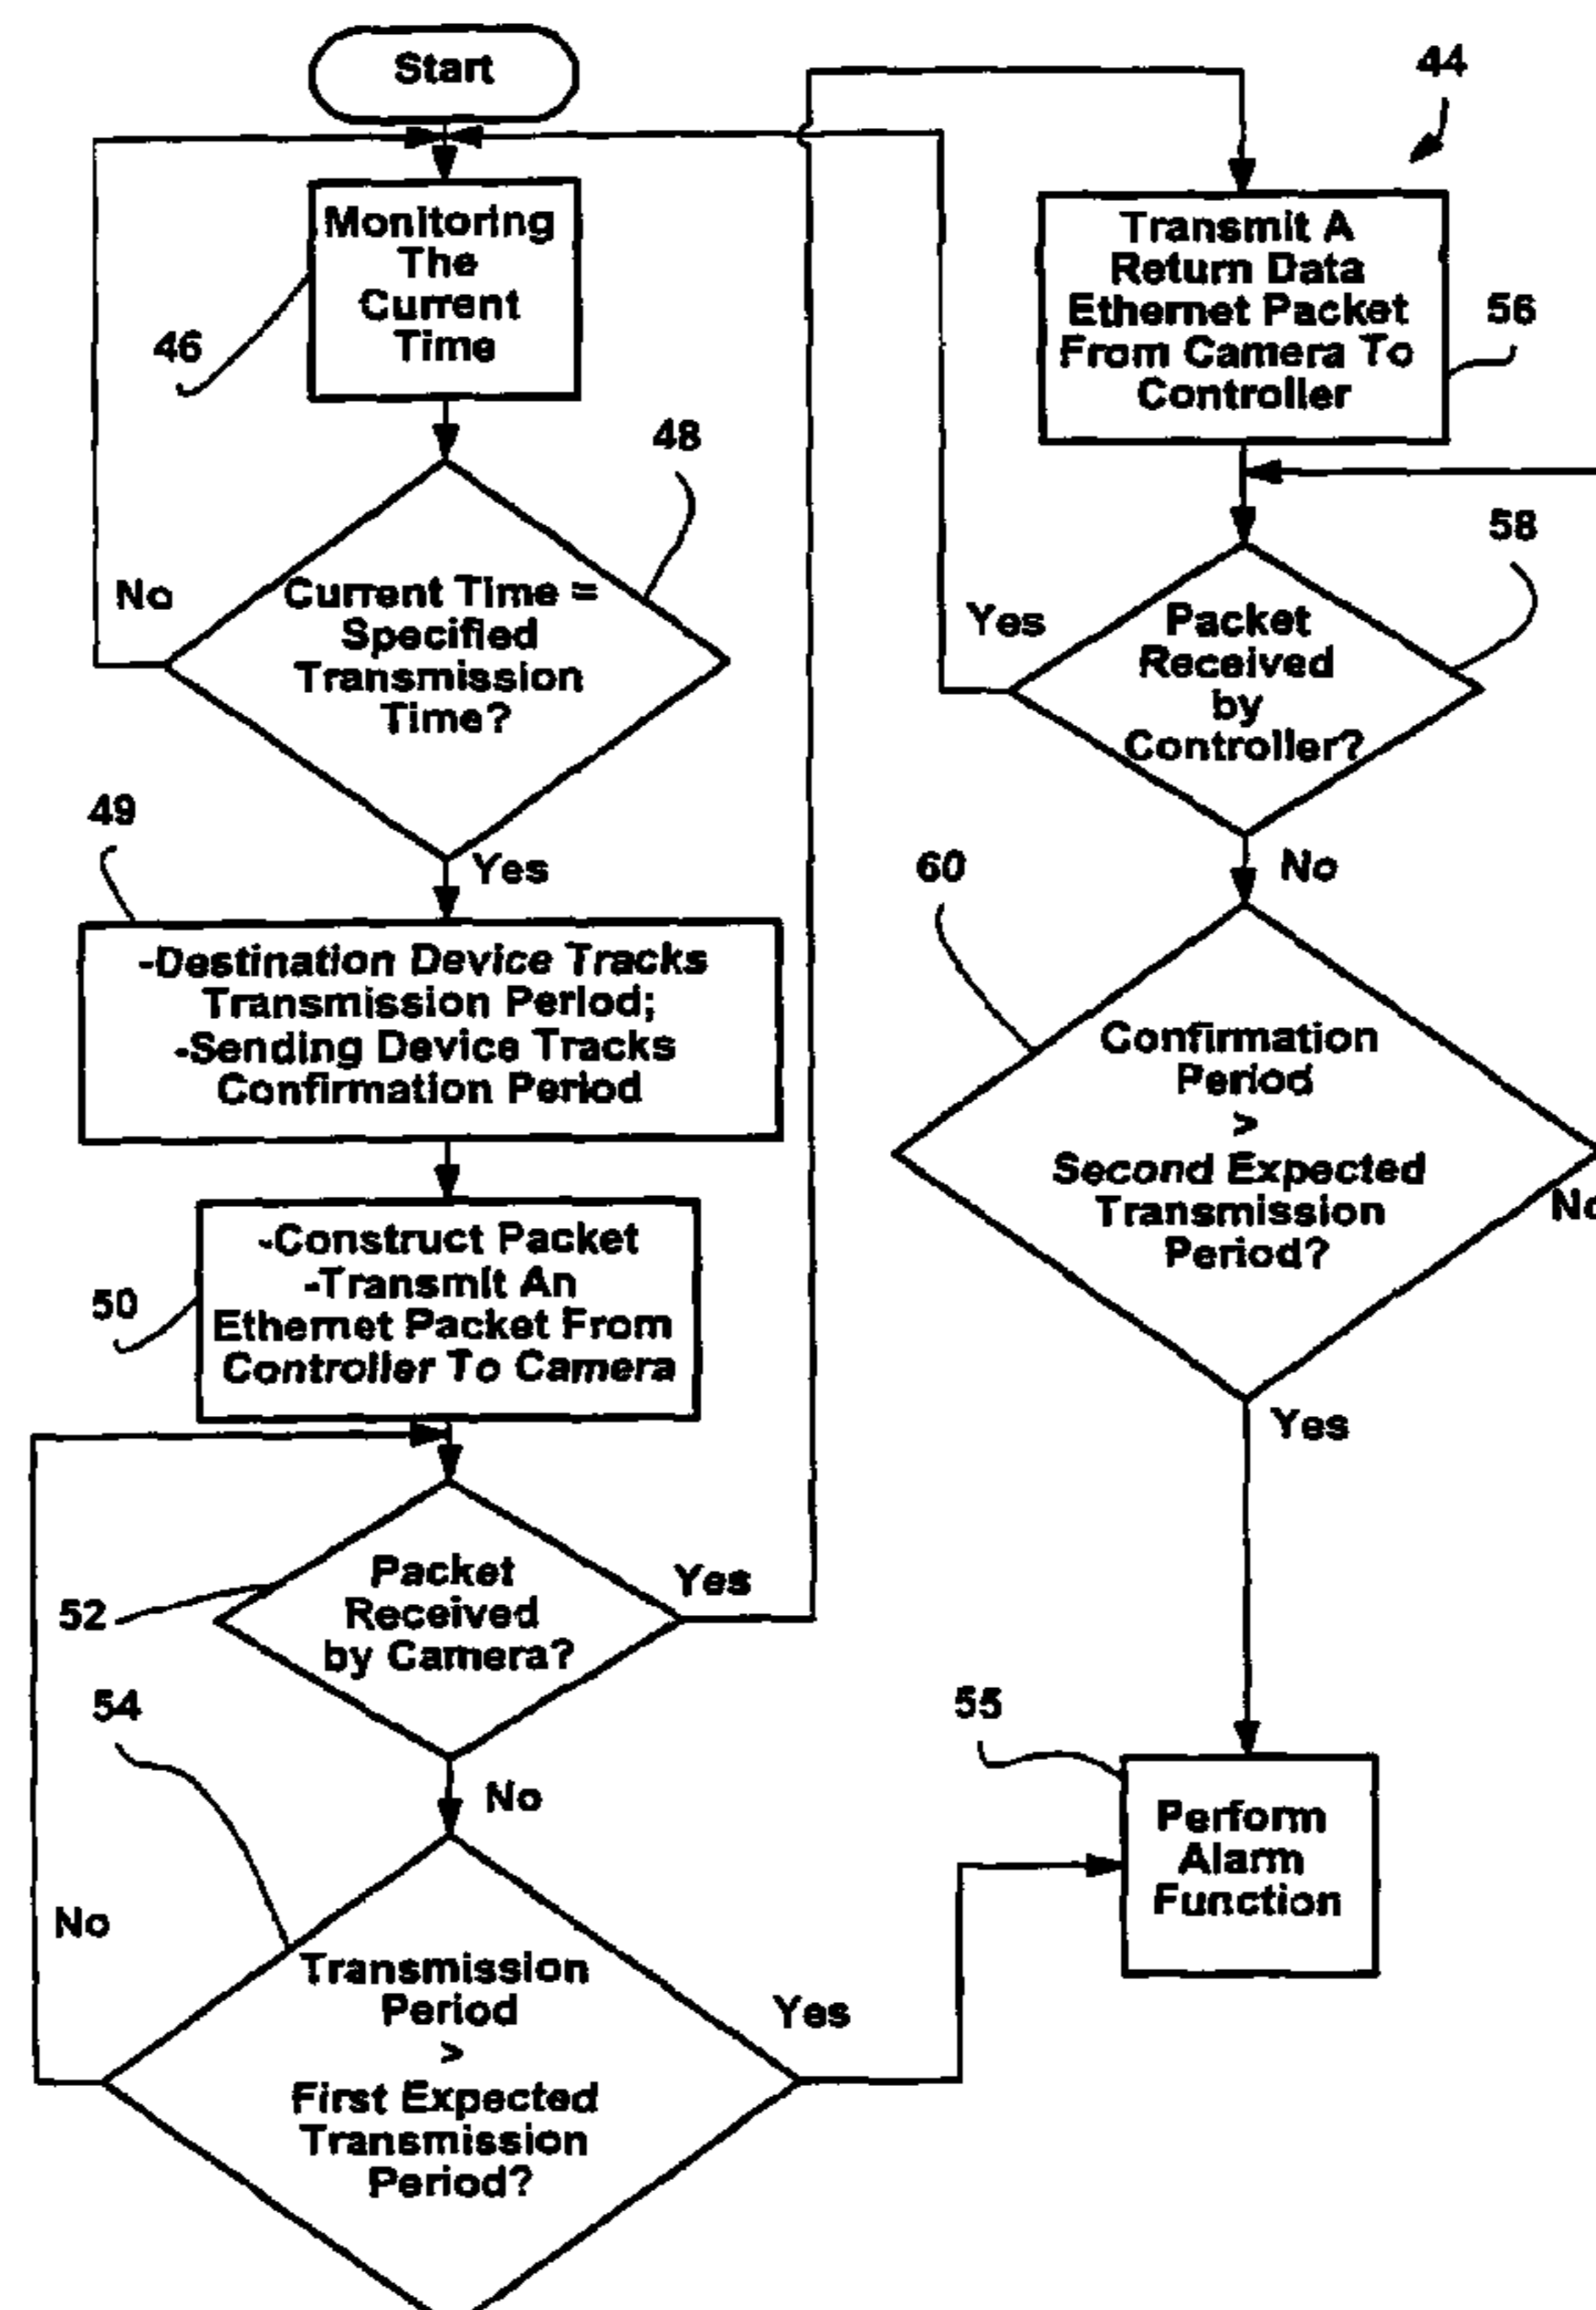 Start
Monitoring
The
Current
Time
46
48
No
Current Time =
Specified
Transmission
Time?
Yes
49
-Destination Device Tracks
Transmission Period;
-Sending Device Tracks
Confirmation Period
50
-Construct Packet
-Transmit An
Ethernet Packet From
Controller To Camera
52
Packet
Received
by Camera?
Yes
No
54
No
Transmission
Period
>
First Expected
Transmission
Period?
Yes
44
Transmit A
Return Data
Ethernet Packet
From Camera To
Controller
56
58
Yes
Packet
Received
by
Controller?
No
60
Confirmation
Period
>
Second Expected
Transmission
Period?
No
Yes
55
Perform
Alarm
Function